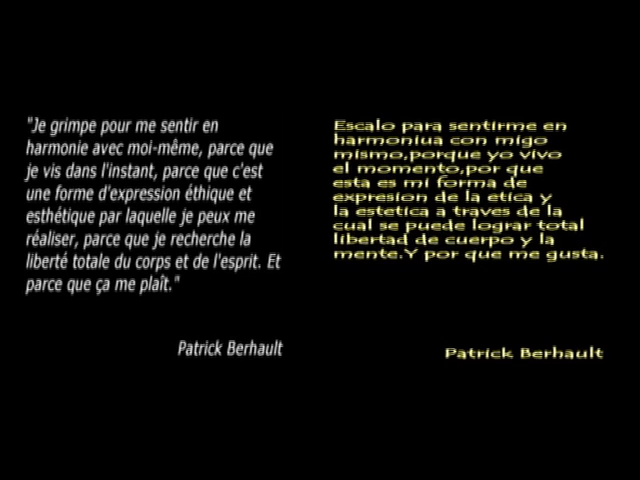 "Je grimpe pour me sentir en
harmonie avec moi-même, parce que
je vis dans l'instant, parce que c'est
une forme d'expression éthique et
esthétique par laquelle je peux me
réaliser, parce que je recherche la
liberté totale du corps et de l'esprit. Et
parce que ça me plaît."
Patrick Berhault
Escalo para sentirme en
harmoniua con migo
mismo,porque yo vivo
el momento,por que
esta es mi forma de
expresion de la etica y
la estetica a traves de la
cual se puede lograr total
libertad de cuerpo y la
mente.Y por que me gusta.
Patrick Berhault